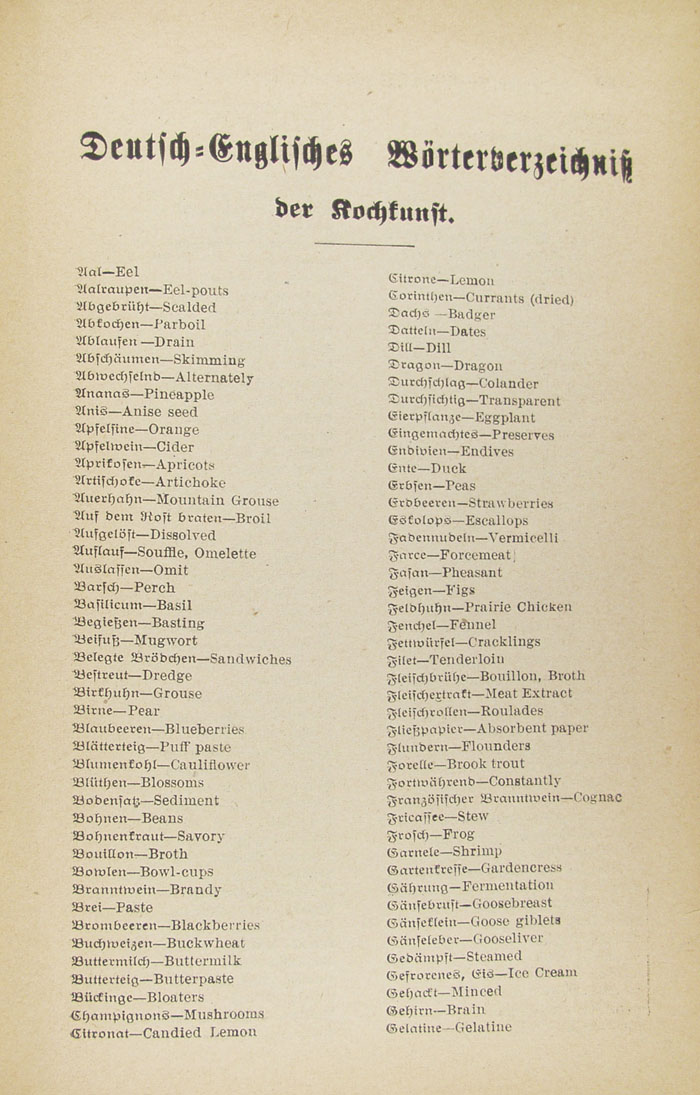 Deutsch-Englisches Wörterverzeichniß
der Kochkunst.
Aal—Eel
Aalraupen—Eel-pouts
Abgebrüht—Scalded
Abkochen—Parboil
Ablaufen—Drain
Abschäumen—Skimming
Abwechselnd—Alternately
Ananas—Pineapple
Anis—Anise seed
Apfelsine—Orange
Apfelwein—Cider
Aprikosen—Apricots
Artischoke—Artichoke
Auerhahn—Mountain Grouse
Auf dem Rost braten—Broil
Aufgelöst—Dissolved
Auflauf—Souffle, Omelette
Auslassen—Omit
Barsch—Perch
Basilicum—Basil
Begießen—Basting
Beifuß—Mugwort
Belegte Brödchen—Sandwiches
Bestreut—Dredge
Birkhuhn—Grouse
Birne—Pear
Blaubeeren—Blueberries
Blätterteig—Puff paste
Blumenkohl—Cauliflower
Blüthen—Blossoms
Bodensatz—Sediment
Bohnen—Beans
Bohnenkraut—Savory
Bouillon—Broth
Bowlen—Bowl-cups
Branntwein—Brandy
Brei—Paste
Brombeeren—Blackberries
Buchweizen—Buckwheat
Buttermilch—Buttermilk
Butterteig—Butterpaste
Bückinge—Bloaters
Champignons—Mushrooms
Citronat—Candied Lemon
Citrone—Lemon
Corinthen—Currants (dried)
Dachs—Badger
Datteln—Dates
Dill—Dill
Dragon—Dragon
Durchschlag—Colander
Durchsichtig—Transparent
Eierpflanze—Eggplant
Eingemachtes—Preserves
Endivien—Endives
Ente—Duck
Erbsen—Peas
Erdbeeren—Strawberries
Eskolops—Escallops
Fadennudeln—Vermicelli
Farce—Forcemeat
Fasan—Pheasant
Feigen—Figs
Feldhuhn—Prairie Chicken
Fenchel—Fennel
Fettwürfel—Cracklings
Filet—Tenderloin
Fleischbrühe—Bouillon, Broth
Fleischextrakt—Meat Extract
Fleischrollen—Roulades
Fließpapier—Absorbent paper
Flundern—Flounders
Forelle—Brook trout
Fortwährend—Constantly
Französischer Branntwein—Cognac
Fricassee—Stew
Frosch—Frog
Garnele—Shrimp
Gartenkresse—Gardencress
Gährung—Fermentation
Gänsebrust—Goosebreast
Gänseklein—Goose giblets
Gänseleber—Gooseliver
Gedämpft—Steamed
Gefrorenes, Eis—Ice Cream
Gehackt—Minced
Gehirn—Brain
Gelatine—Gelatine